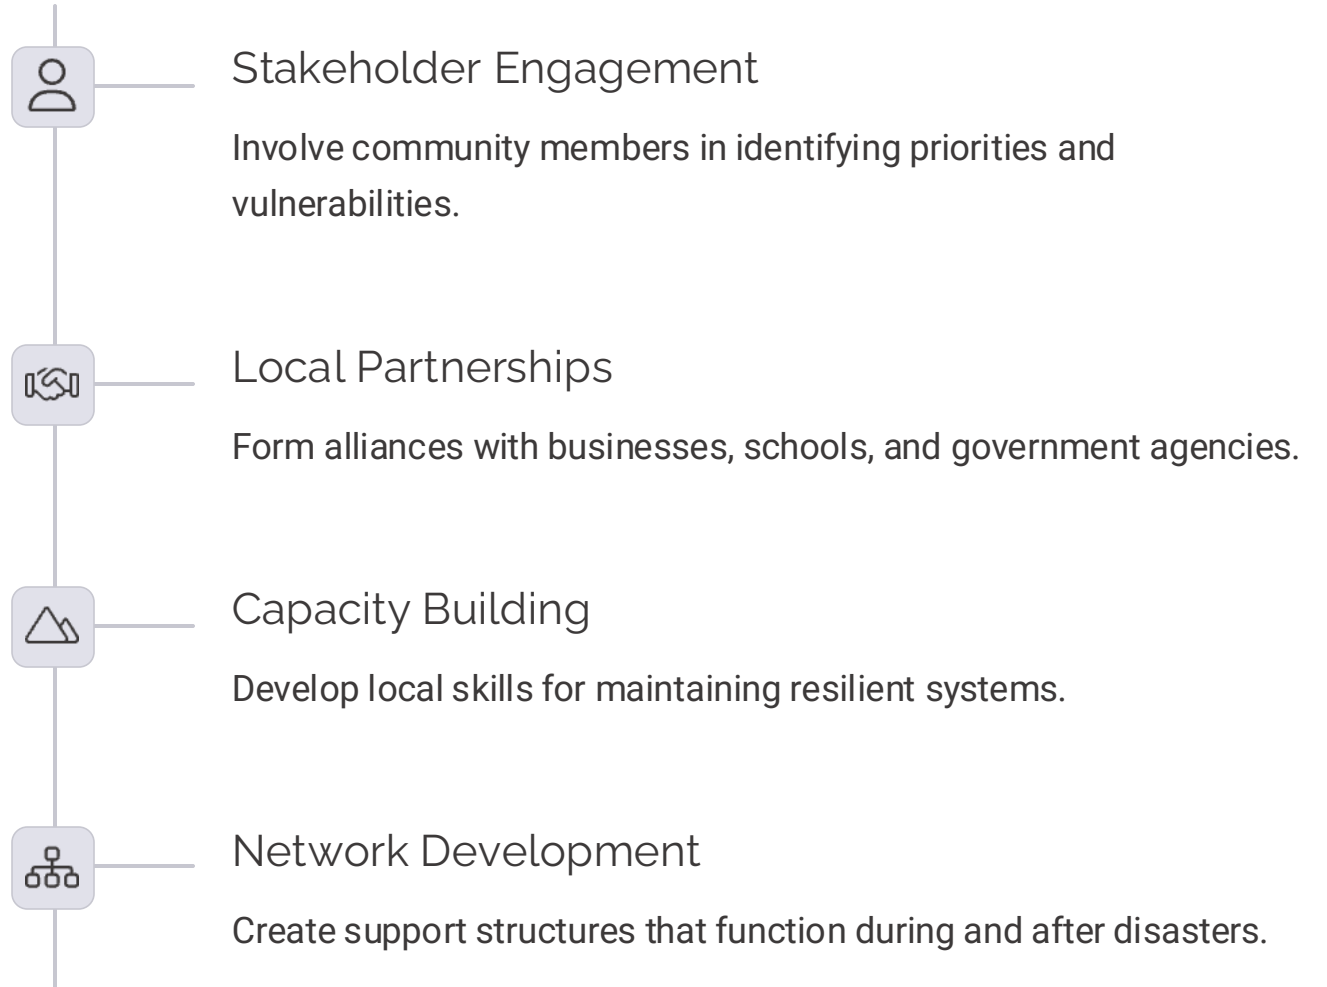 Stakeholder Engagement
Involve community members in identifying priorities and
vulnerabilities.
Local Partnerships
Form alliances with businesses, schools, and government agencies.
Capacity Building
Develop local skills for maintaining resilient systems.
Network Development
Create support structures that function during and after disasters.